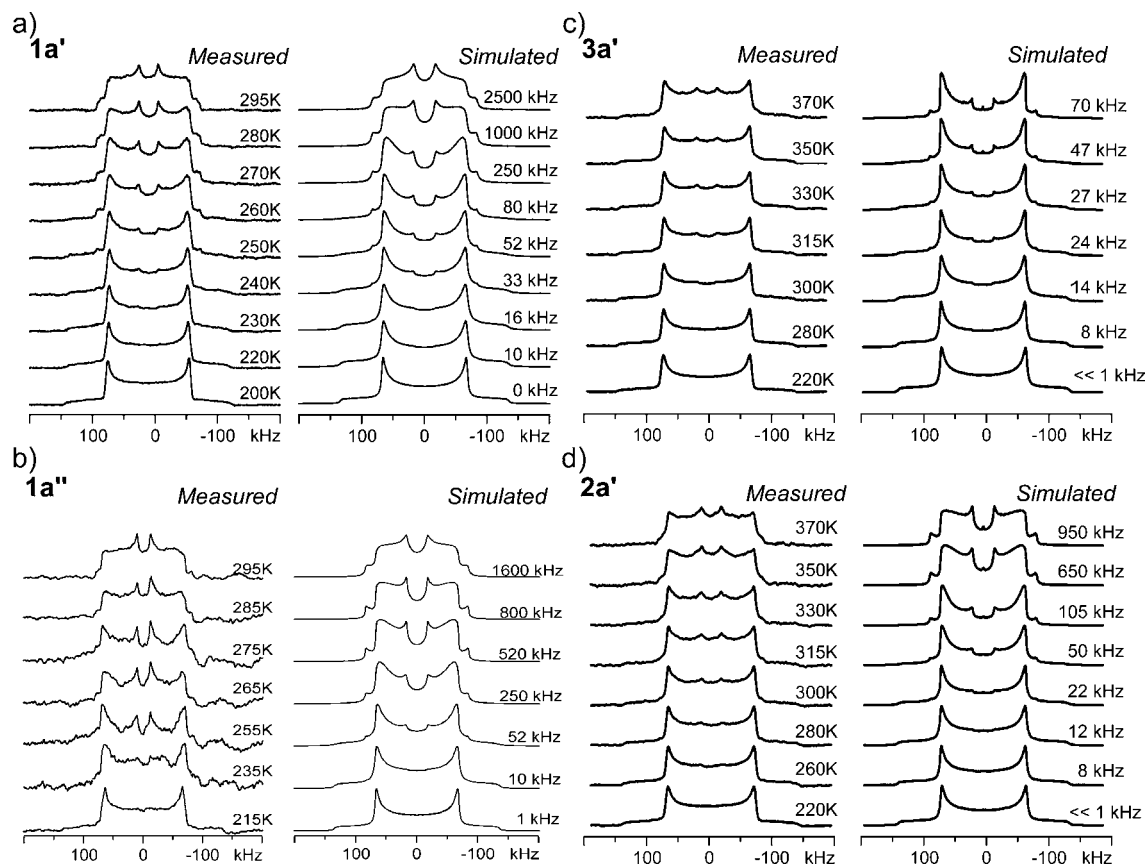 a)
1a'
Measured
Simulated
295K
280K
270K
260K
250K
240K
230K
220K
200K
2500 kHz
1000 kHz
250 kHz
80 kHz
52 kHz
33 kHz
16 kHz
10 kHz
0 kHz
100 0 -100 kHz
100 0 -100 kHz
b)
1a"
Measured
Simulated
295K
285K
275K
265K
255K
235K
215K
1600 kHz
800 kHz
520 kHz
250 kHz
52 kHz
10 kHz
1 kHz
100 0 -100 kHz
100 0 -100 kHz
c)
3a'
Measured
Simulated
370K
350K
330K
315K
300K
280K
220K
70 kHz
47 kHz
27 kHz
24 kHz
14 kHz
8 kHz
<< 1 kHz
100 0 -100 kHz
100 0 -100 kHz
d)
2a'
Measured
Simulated
370K
350K
330K
315K
300K
280K
260K
220K
950 kHz
650 kHz
105 kHz
50 kHz
22 kHz
12 kHz
8 kHz
<< 1 kHz
100 0 -100 kHz
100 0 -100 kHz